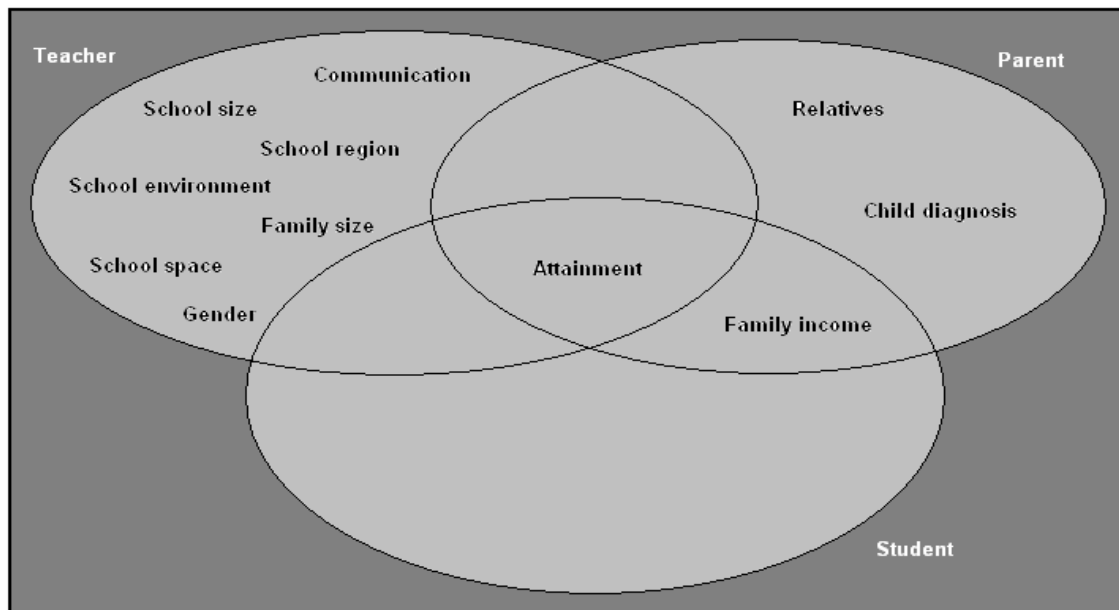 Teacher
Parent
Communication
School size
Relatives
School region
School environment
Child diagnosis
Family size
School space
Attainment
Gender
Family income
Student